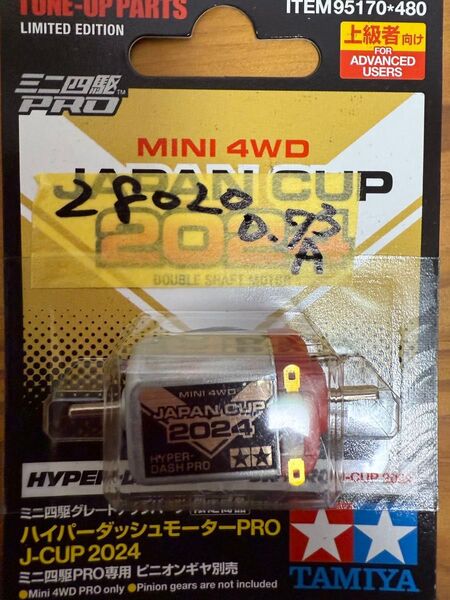 TUNE-UP PARTS
LIMITED EDITION
ITEM 95170*480
上級者向け
FOR
ADVANCED
USERS
ミニ四駆™
PRO
MINI 4WD
JAPAN CUP
2024
28020
0.73
A
DOUBLE SHAFT MOTOR
MINI 4WD
JAPAN CUP
2024
HYPER-
DASH PRO
HYPER-D
J-CUP 2024
ミニ四駆グレードアップパーツ 限定商品
ハイパーダッシュモーターPRO
J-CUP 2024
ミニ四駆PRO専用 ピニオンギヤ別売
●Mini 4WD PRO only ●Pinion gears are not included
TAMIYA